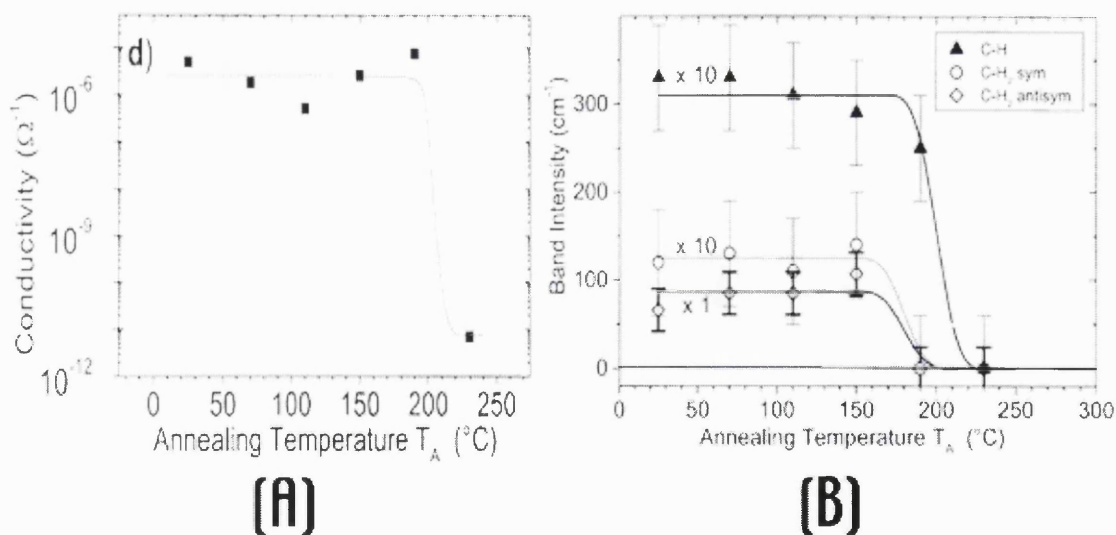 d)
Conductivity (Ω⁻¹)
10⁻⁶
10⁻⁹
10⁻¹²
0 50 100 150 200 250
Annealing Temperature T_A (°C)
(A)
Band Intensity (cm⁻¹)
300
200
100
0
x 10
x 10
x 1
C-H
C-H₂ sym
C-H₂ antisym
0 50 100 150 200 250 300
Annealing Temperature T_A (°C)
(B)